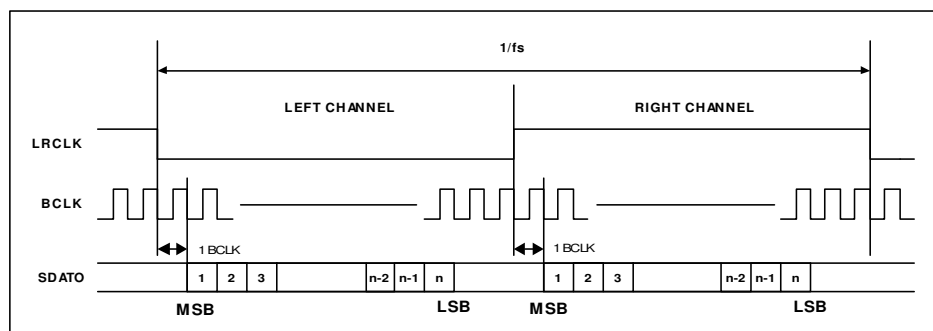 1/fs
LEFT CHANNEL RIGHT CHANNEL
LRCLK
BCLK
1 BCLK 1 BCLK
SDATO 1 2 3 n-2 n-1 n 1 2 3 n-2 n-1 n
MSB LSB MSB LSB